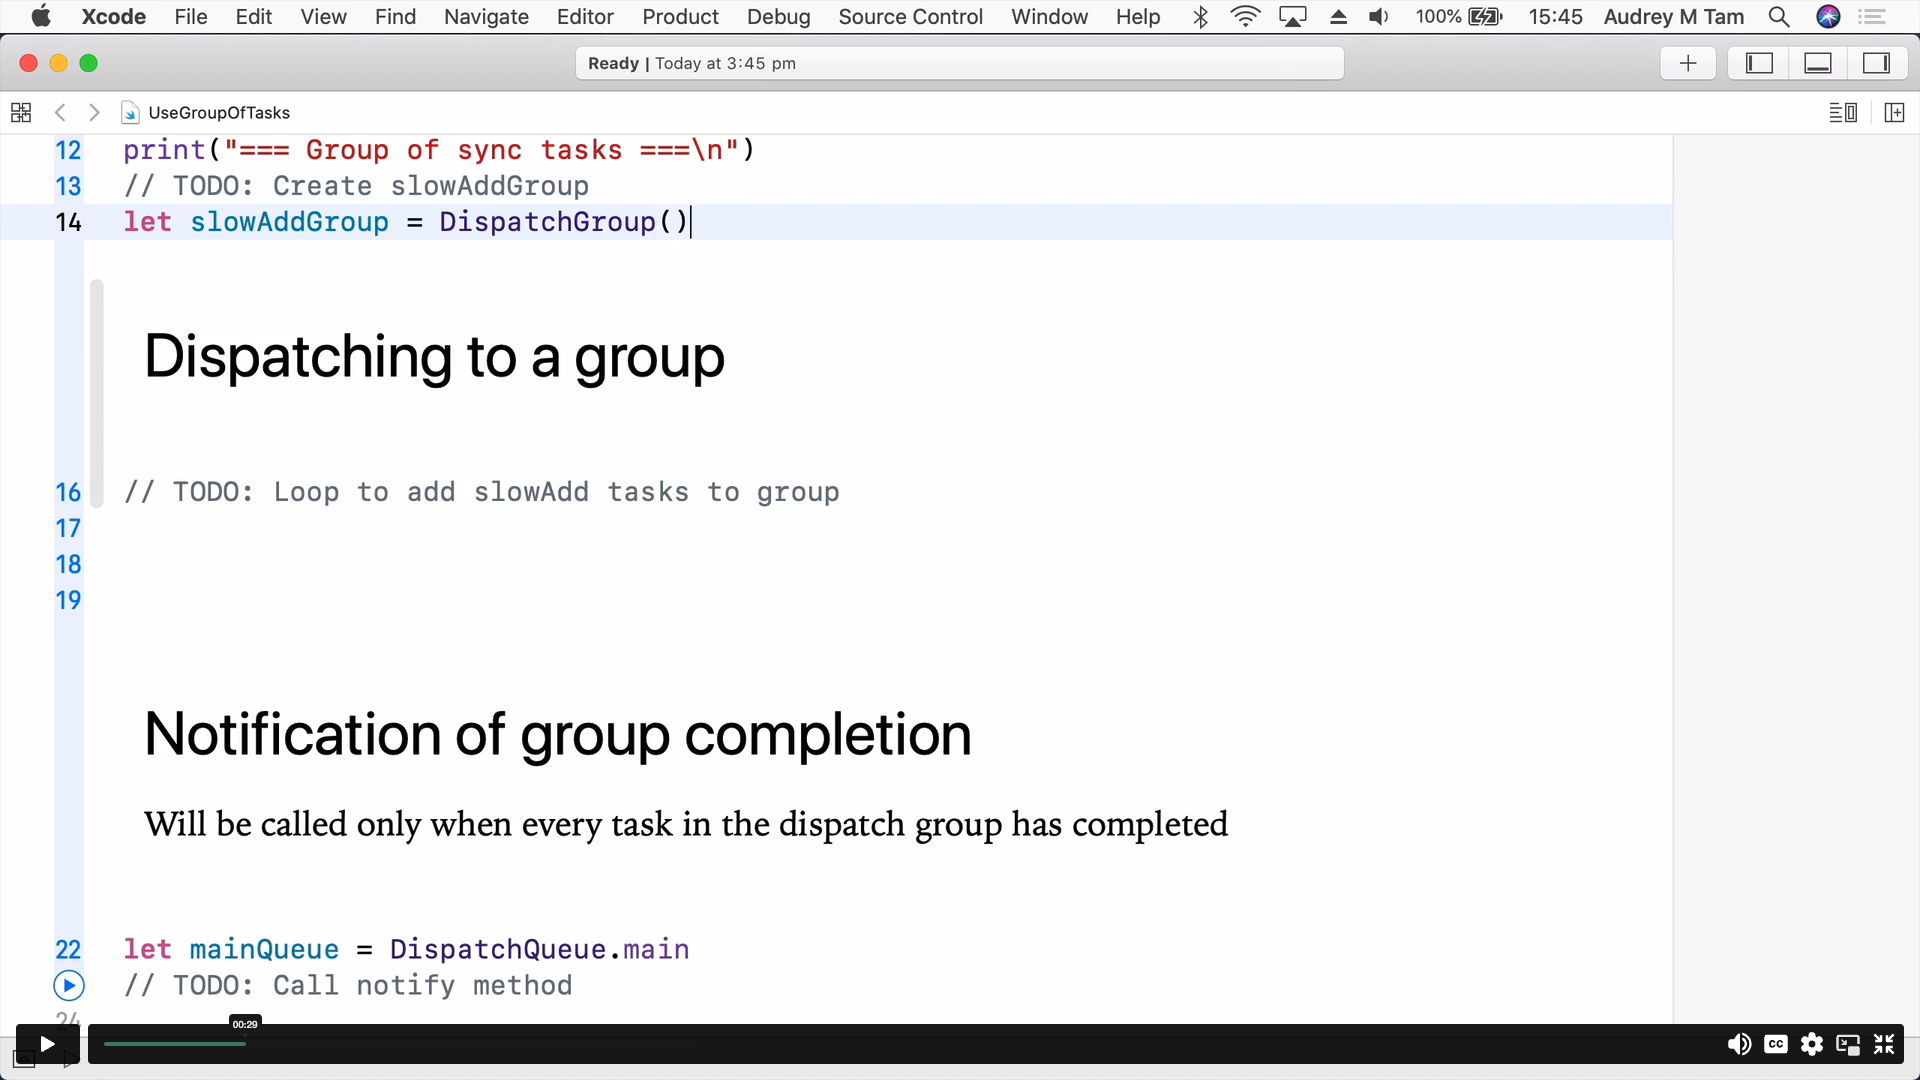 Xcode File Edit View Find Navigate Editor Product Debug Source Control Window Help 100% 15:45 Audrey M Tam
Ready | Today at 3:45 pm
UseGroupOfTasks
12 print("=== Group of sync tasks ===\n")
13 // TODO: Create slowAddGroup
14 let slowAddGroup = DispatchGroup()
Dispatching to a group
16 // TODO: Loop to add slowAdd tasks to group
17
18
19
Notification of group completion
Will be called only when every task in the dispatch group has completed
22 let mainQueue = DispatchQueue.main
// TODO: Call notify method
24
00:29
CC